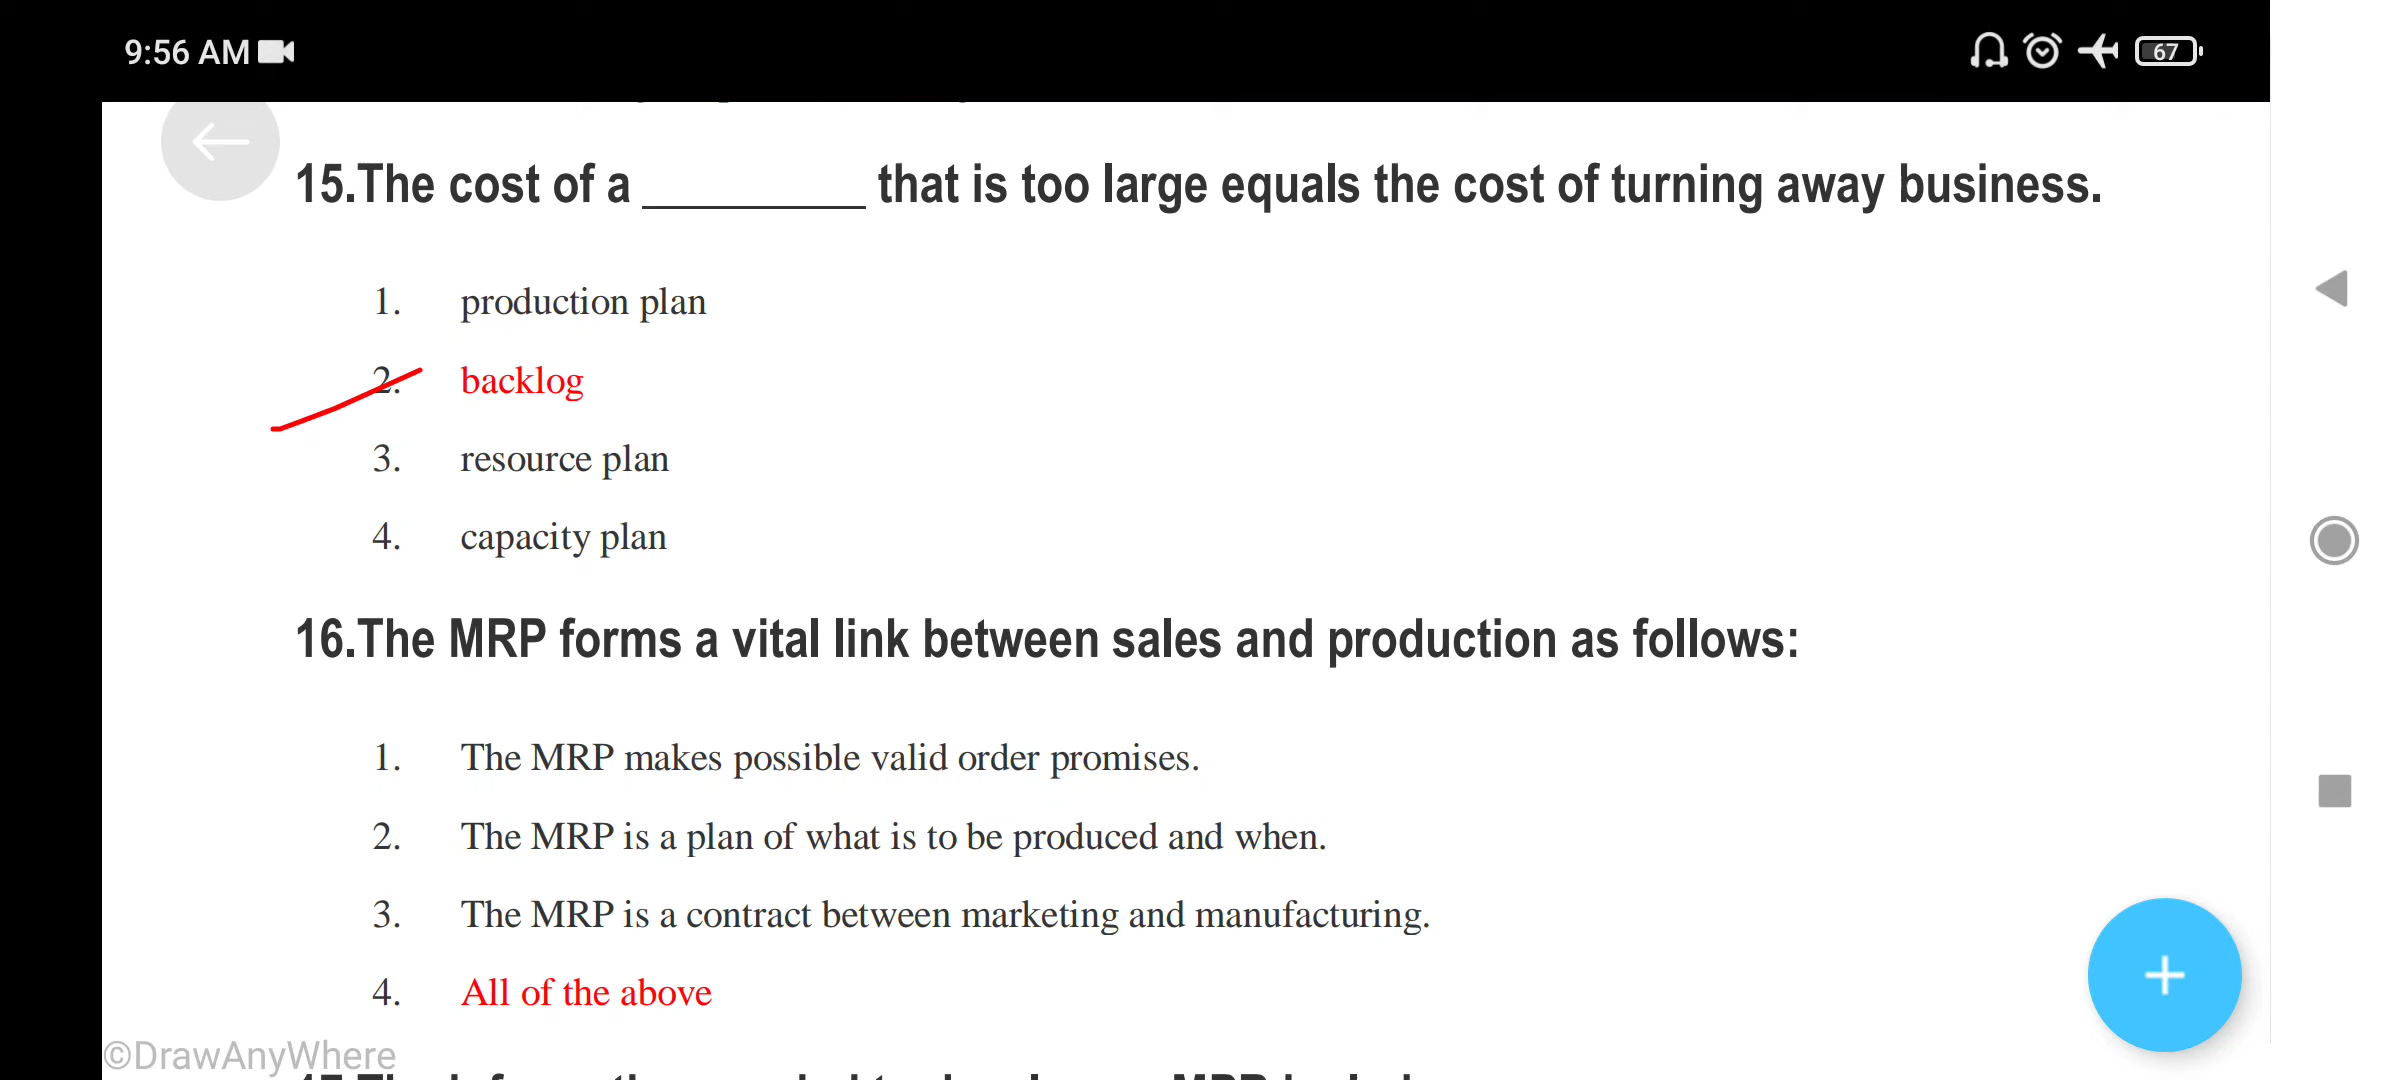 9:56 AM
67
15.The cost of a ________ that is too large equals the cost of turning away business.
1. production plan
2. backlog
3. resource plan
4. capacity plan
16.The MRP forms a vital link between sales and production as follows:
1. The MRP makes possible valid order promises.
2. The MRP is a plan of what is to be produced and when.
3. The MRP is a contract between marketing and manufacturing.
4. All of the above
©DrawAnyWhere